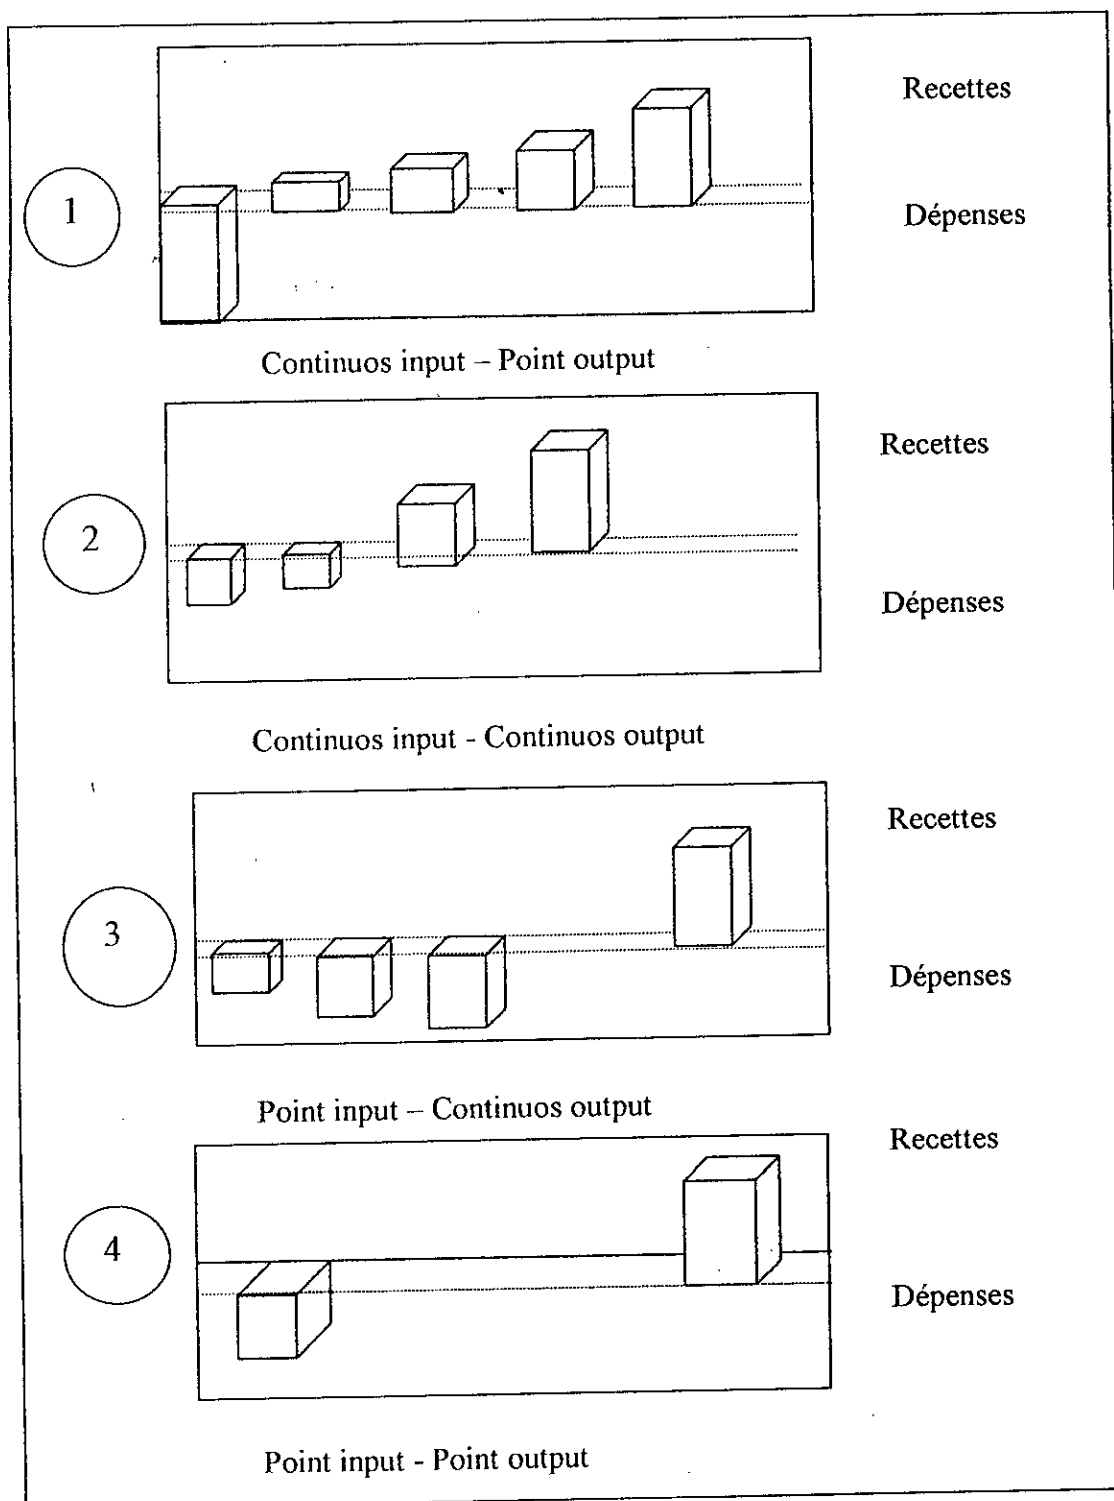 Recettes
1
Dépenses
Continuos input – Point output
Recettes
2
Dépenses
Continuos input - Continuos output
Recettes
3
Dépenses
Point input – Continuos output
Recettes
4
Dépenses
Point input - Point output